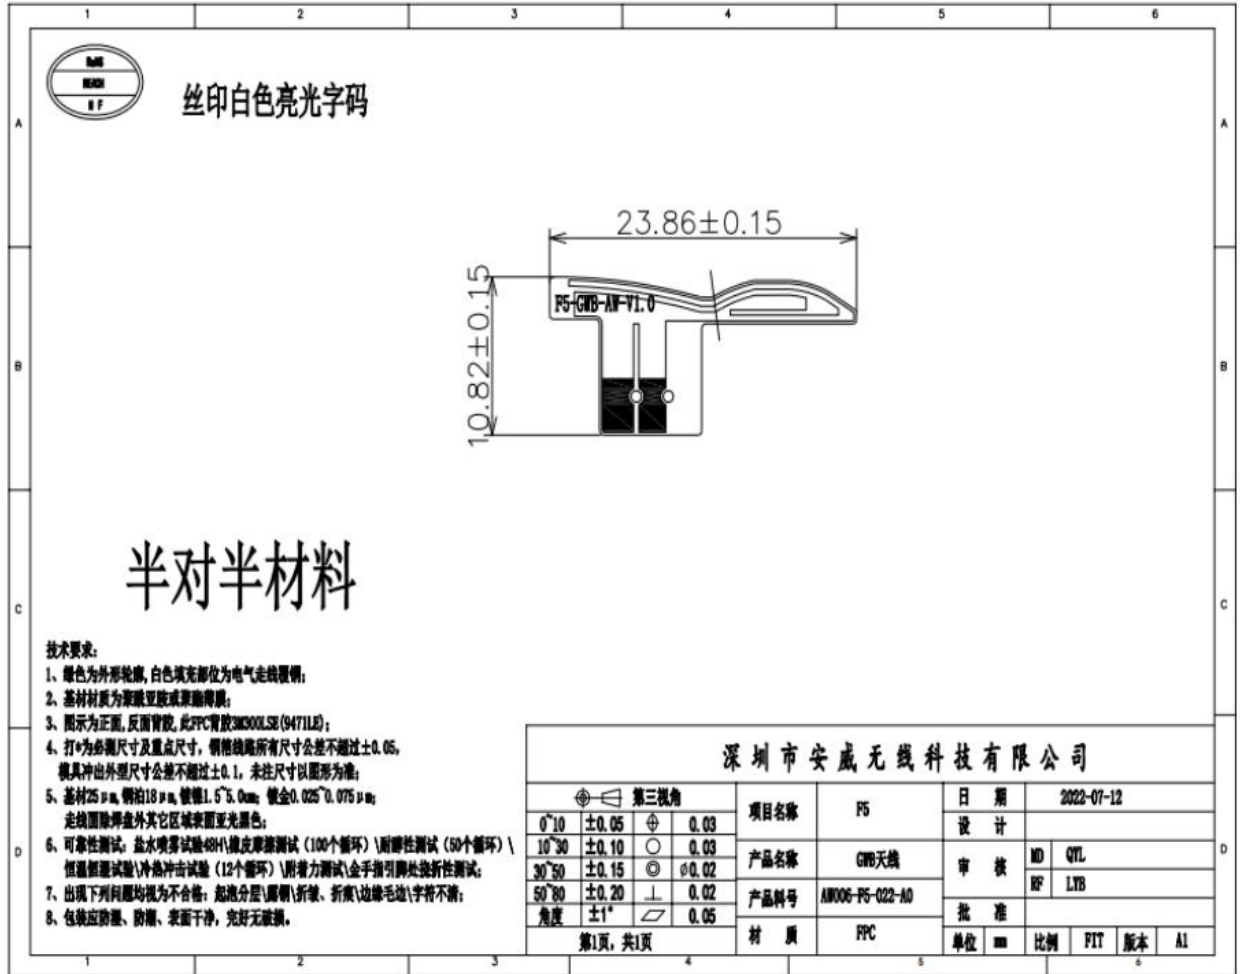 1 2 3 4 5 6
RoHS
REACH
H F
丝印白色亮光字码
A A
23.86±0.15
10.82±0.15
F5-GWB-AW-V1.0
B B
半对半材料
C C
技术要求:
1、绿色为外形轮廓,白色填充部位为电气走线覆铜;
2、基材材质为聚酰亚胺或聚酯薄膜;
3、图示为正面,反面背胶,此FPC背胶3M300LSE(9471LE);
4、打*为必测尺寸及重点尺寸, 铜箔线路所有尺寸公差不超过±0.05,
模具冲出外型尺寸公差不超过±0.1, 未注尺寸以图形为准;
5、基材25μm,铜泊18μm,镀镍1.5~5.0um; 镀金0.025~0.075μm;
走线面除焊盘外其它区域表面亚光黑色;
6、可靠性测试: 盐水喷雾试验48H\橡皮摩擦测试 (100个循环) \耐醇性测试 (50个循环) \
恒温恒湿试验\冷热冲击试验 (12个循环) \附着力测试\金手指引脚处挠折性测试;
7、出现下列问题均视为不合格: 起泡分层\露铜\折皱、折痕\边缘毛边\字符不清;
8、包装应防震、防潮、表面干净, 完好无破损。
D D
深圳市安威无线科技有限公司
第三视角
0~10 ±0.05 0.03
10~30 ±0.10 0.03
30~50 ±0.15 Ø0.02
50~80 ±0.20 0.02
角度 ±1° 0.05
第1页, 共1页
项目名称 F5
产品名称 GWB天线
产品料号 AW006-F5-022-A0
材 质 FPC
日 期 2022-07-12
设 计
审 核 MD QYL
RF LYB
批 准
单位 mm 比例 FIT 版本 A1
1 2 3 4 5 6